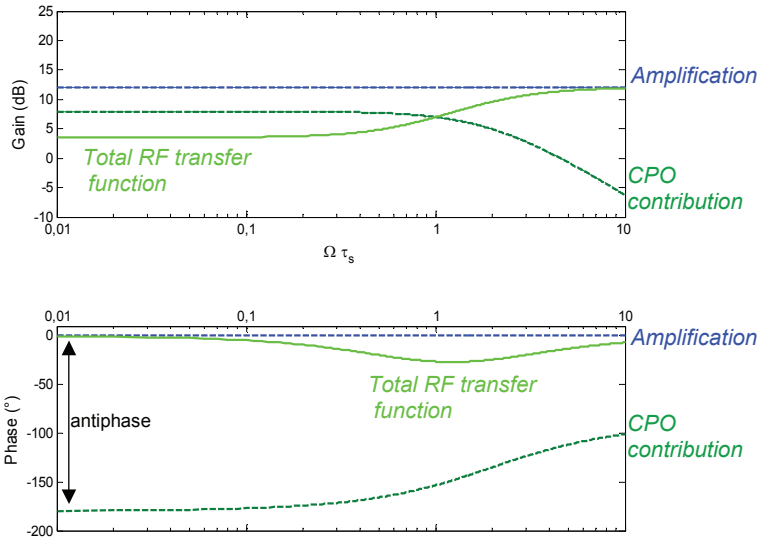 25
20
15
10
5
0
-5
-10
Gain (dB)
Amplification
Total RF transfer
function
CPO
contribution
0,01
0,1
1
10
Ω τs
0,01
0,1
1
10
0
-50
-100
-150
-200
Phase (°)
Amplification
Total RF transfer
function
antiphase
CPO
contribution